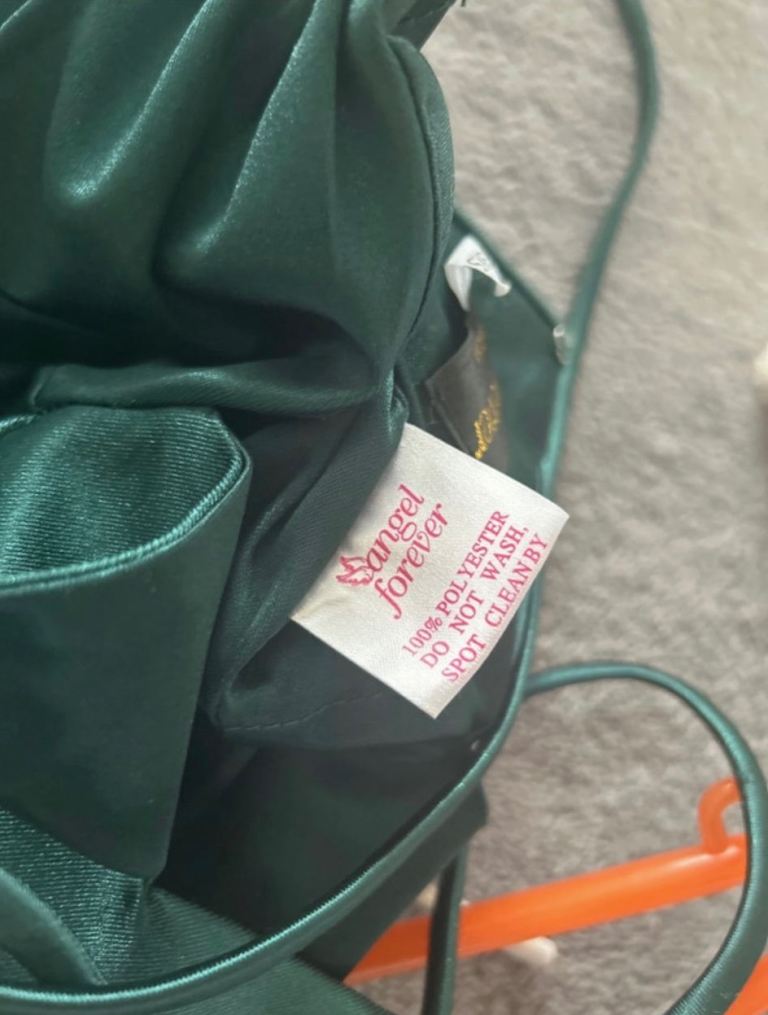 angel
forever
100% POLYESTER
DO NOT WASH,
SPOT CLEAN BY